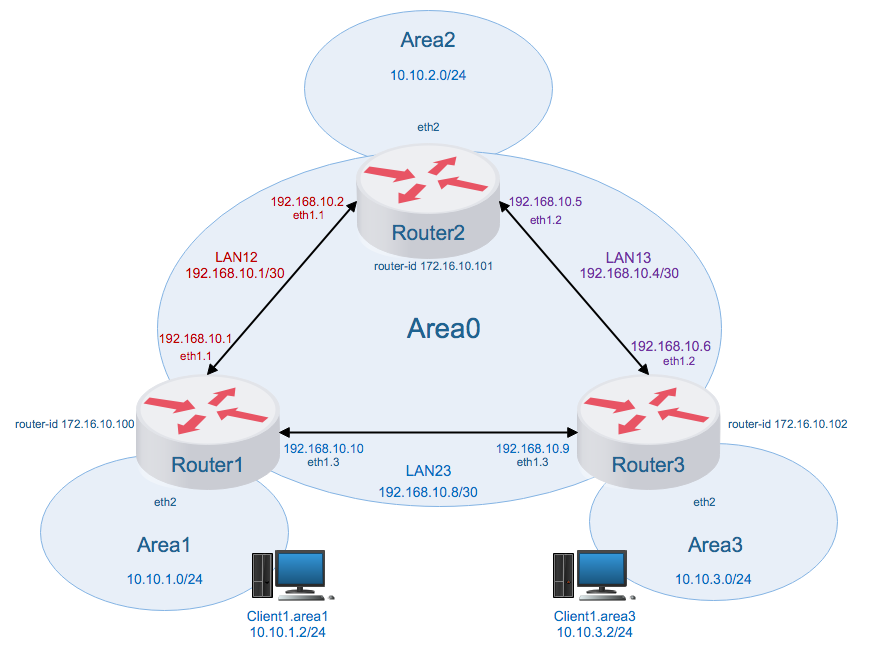 Area2
10.10.2.0/24
eth2
192.168.10.2
eth1.1
192.168.10.5
eth1.2
Router2
router-id 172.16.10.101
LAN12
192.168.10.1/30
LAN13
192.168.10.4/30
Area0
192.168.10.1
eth1.1
192.168.10.6
eth1.2
router-id 172.16.10.100
router-id 172.16.10.102
Router1
192.168.10.10
eth1.3
192.168.10.9
eth1.3
Router3
LAN23
192.168.10.8/30
eth2
eth2
Area1
10.10.1.0/24
Area3
10.10.3.0/24
Client1.area1
10.10.1.2/24
Client1.area3
10.10.3.2/24